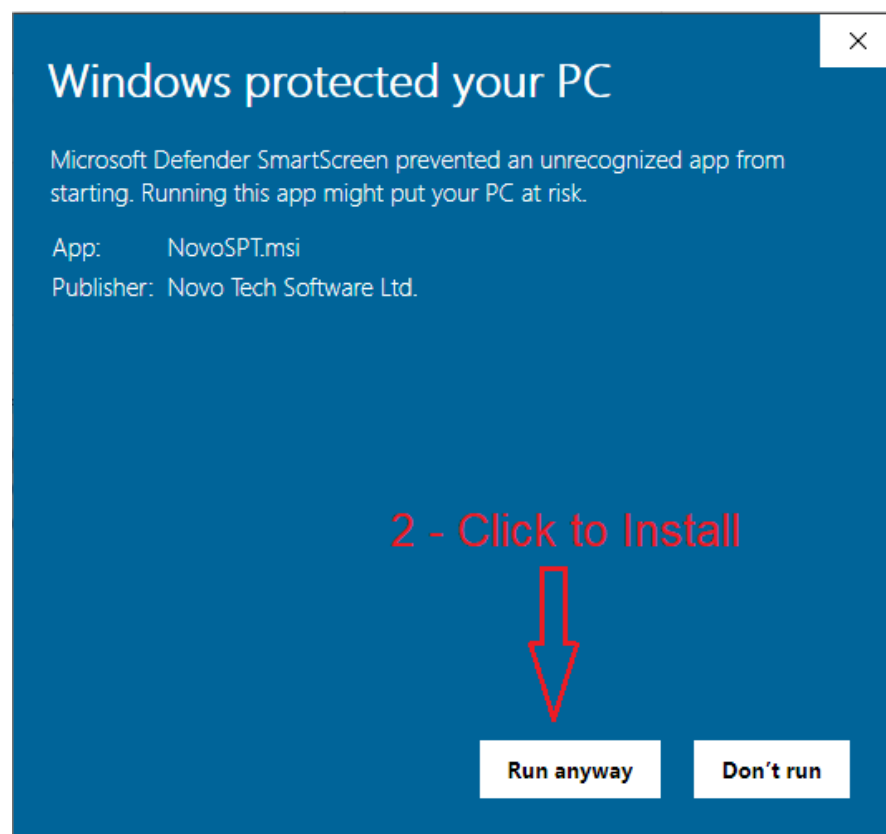 Windows protected your PC
Microsoft Defender SmartScreen prevented an unrecognized app from
starting. Running this app might put your PC at risk.
App: NovoSPT.msi
Publisher: Novo Tech Software Ltd.
2 - Click to Install
Run anyway Don't run